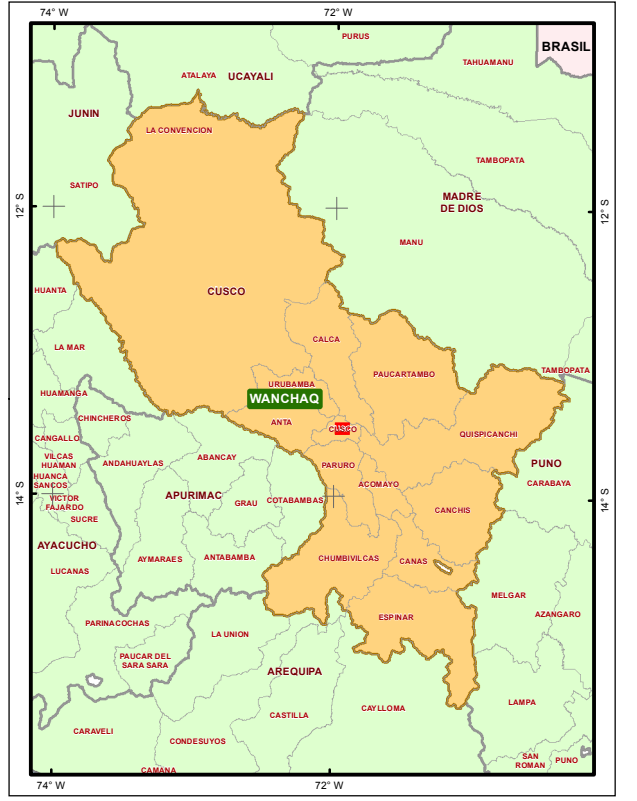 74° W
72° W
PURUS
BRASIL
TAHUAMANU
ATALAYA
UCAYALI
JUNIN
LA CONVENCION
TAMBOPATA
SATIPO
MADRE
DE DIOS
12° S
12° S
MANU
HUANTA
CUSCO
CALCA
LA MAR
PAUCARTAMBO
TAMBOPATA
URUBAMBA
HUAMANGA
WANCHAQ
CHINCHEROS
ANTA
CUSCO
QUISPICANCHI
CANGALLO
VILCAS
HUAMAN
ANDAHUAYLAS
ABANCAY
PARURO
PUNO
HUANCA
SANCOS
ACOMAYO
CARABAYA
14° S
14° S
VICTOR
FAJARDO
APURIMAC
GRAU
COTABAMBAS
CANCHIS
SUCRE
AYACUCHO
AYMARAES
ANTABAMBA
CHUMBIVILCAS
CANAS
LUCANAS
MELGAR
PARINACOCHAS
ESPINAR
AZANGARO
LA UNION
PAUCAR DEL
SARA SARA
AREQUIPA
CAYLLOMA
LAMPA
CASTILLA
CARAVELI
CONDESUYOS
SAN
ROMAN
PUNO
CAMANA
74° W
72° W